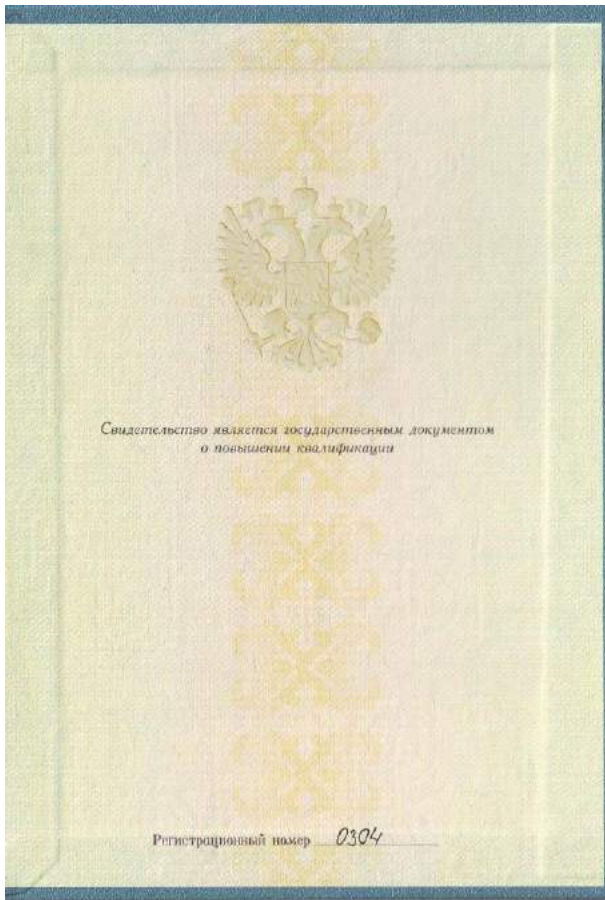 Свидетельство является государственным документом
о повышении квалификации
Регистрационный номер 0304